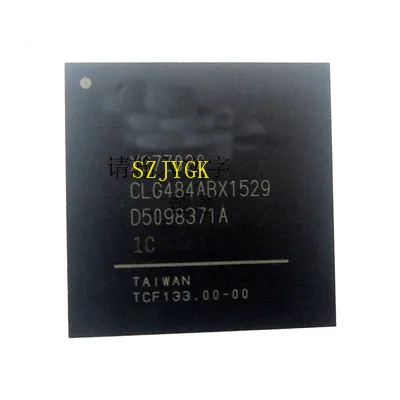 SZJYGK
CLG484ABX1529
D5098371A
1C
TAIWAN
TCF133.00-00